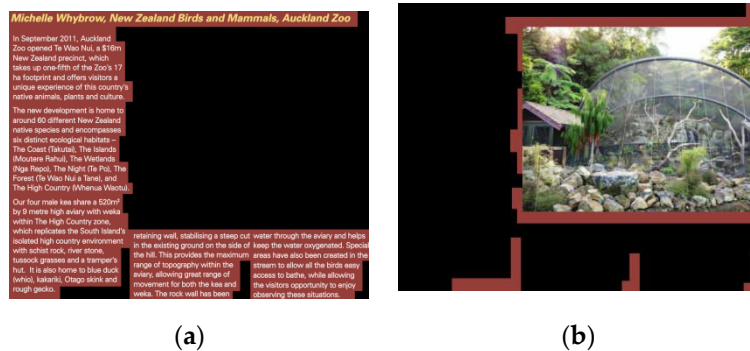 Michelle Whybrow, New Zealand Birds and Mammals, Auckland Zoo
In September 2011, Auckland
Zoo opened Te Wao Nui, a $16m
New Zealand precinct, which
takes up one-fifth of the Zoo's 17
ha footprint and offers visitors a
unique experience of this country's
native animals, plants and culture.
The new development is home to
around 60 different New Zealand
native species and encompasses
six distinct ecological habitats –
The Coast (Takutai), The Islands
(Moutere Rahui), The Wetlands
(Nga Repo), The Night (Te Po), The
Forest (Te Wao Nui a Tane), and
The High Country (Whenua Waotu).
Our four male kea share a 520m²
by 9 metre high aviary with weka
within The High Country zone,
which replicates the South Island's
isolated high country environment
with schist rock, river stone,
tussock grasses and a tramper's
hut. It is also home to blue duck
(whio), kakariki, Otago skink and
rough gecko.
retaining wall, stabilising a steep cut
in the existing ground on the side of
the hill. This provides the maximum
range of topography within the
aviary, allowing great range of
movement for both the kea and
weka. The rock wall has been
water through the aviary and helps
keep the water oxygenated. Special
areas have also been created in the
stream to allow all the birds easy
access to bathe, while allowing
the visitors opportunity to enjoy
observing these situations.
(a)
(b)